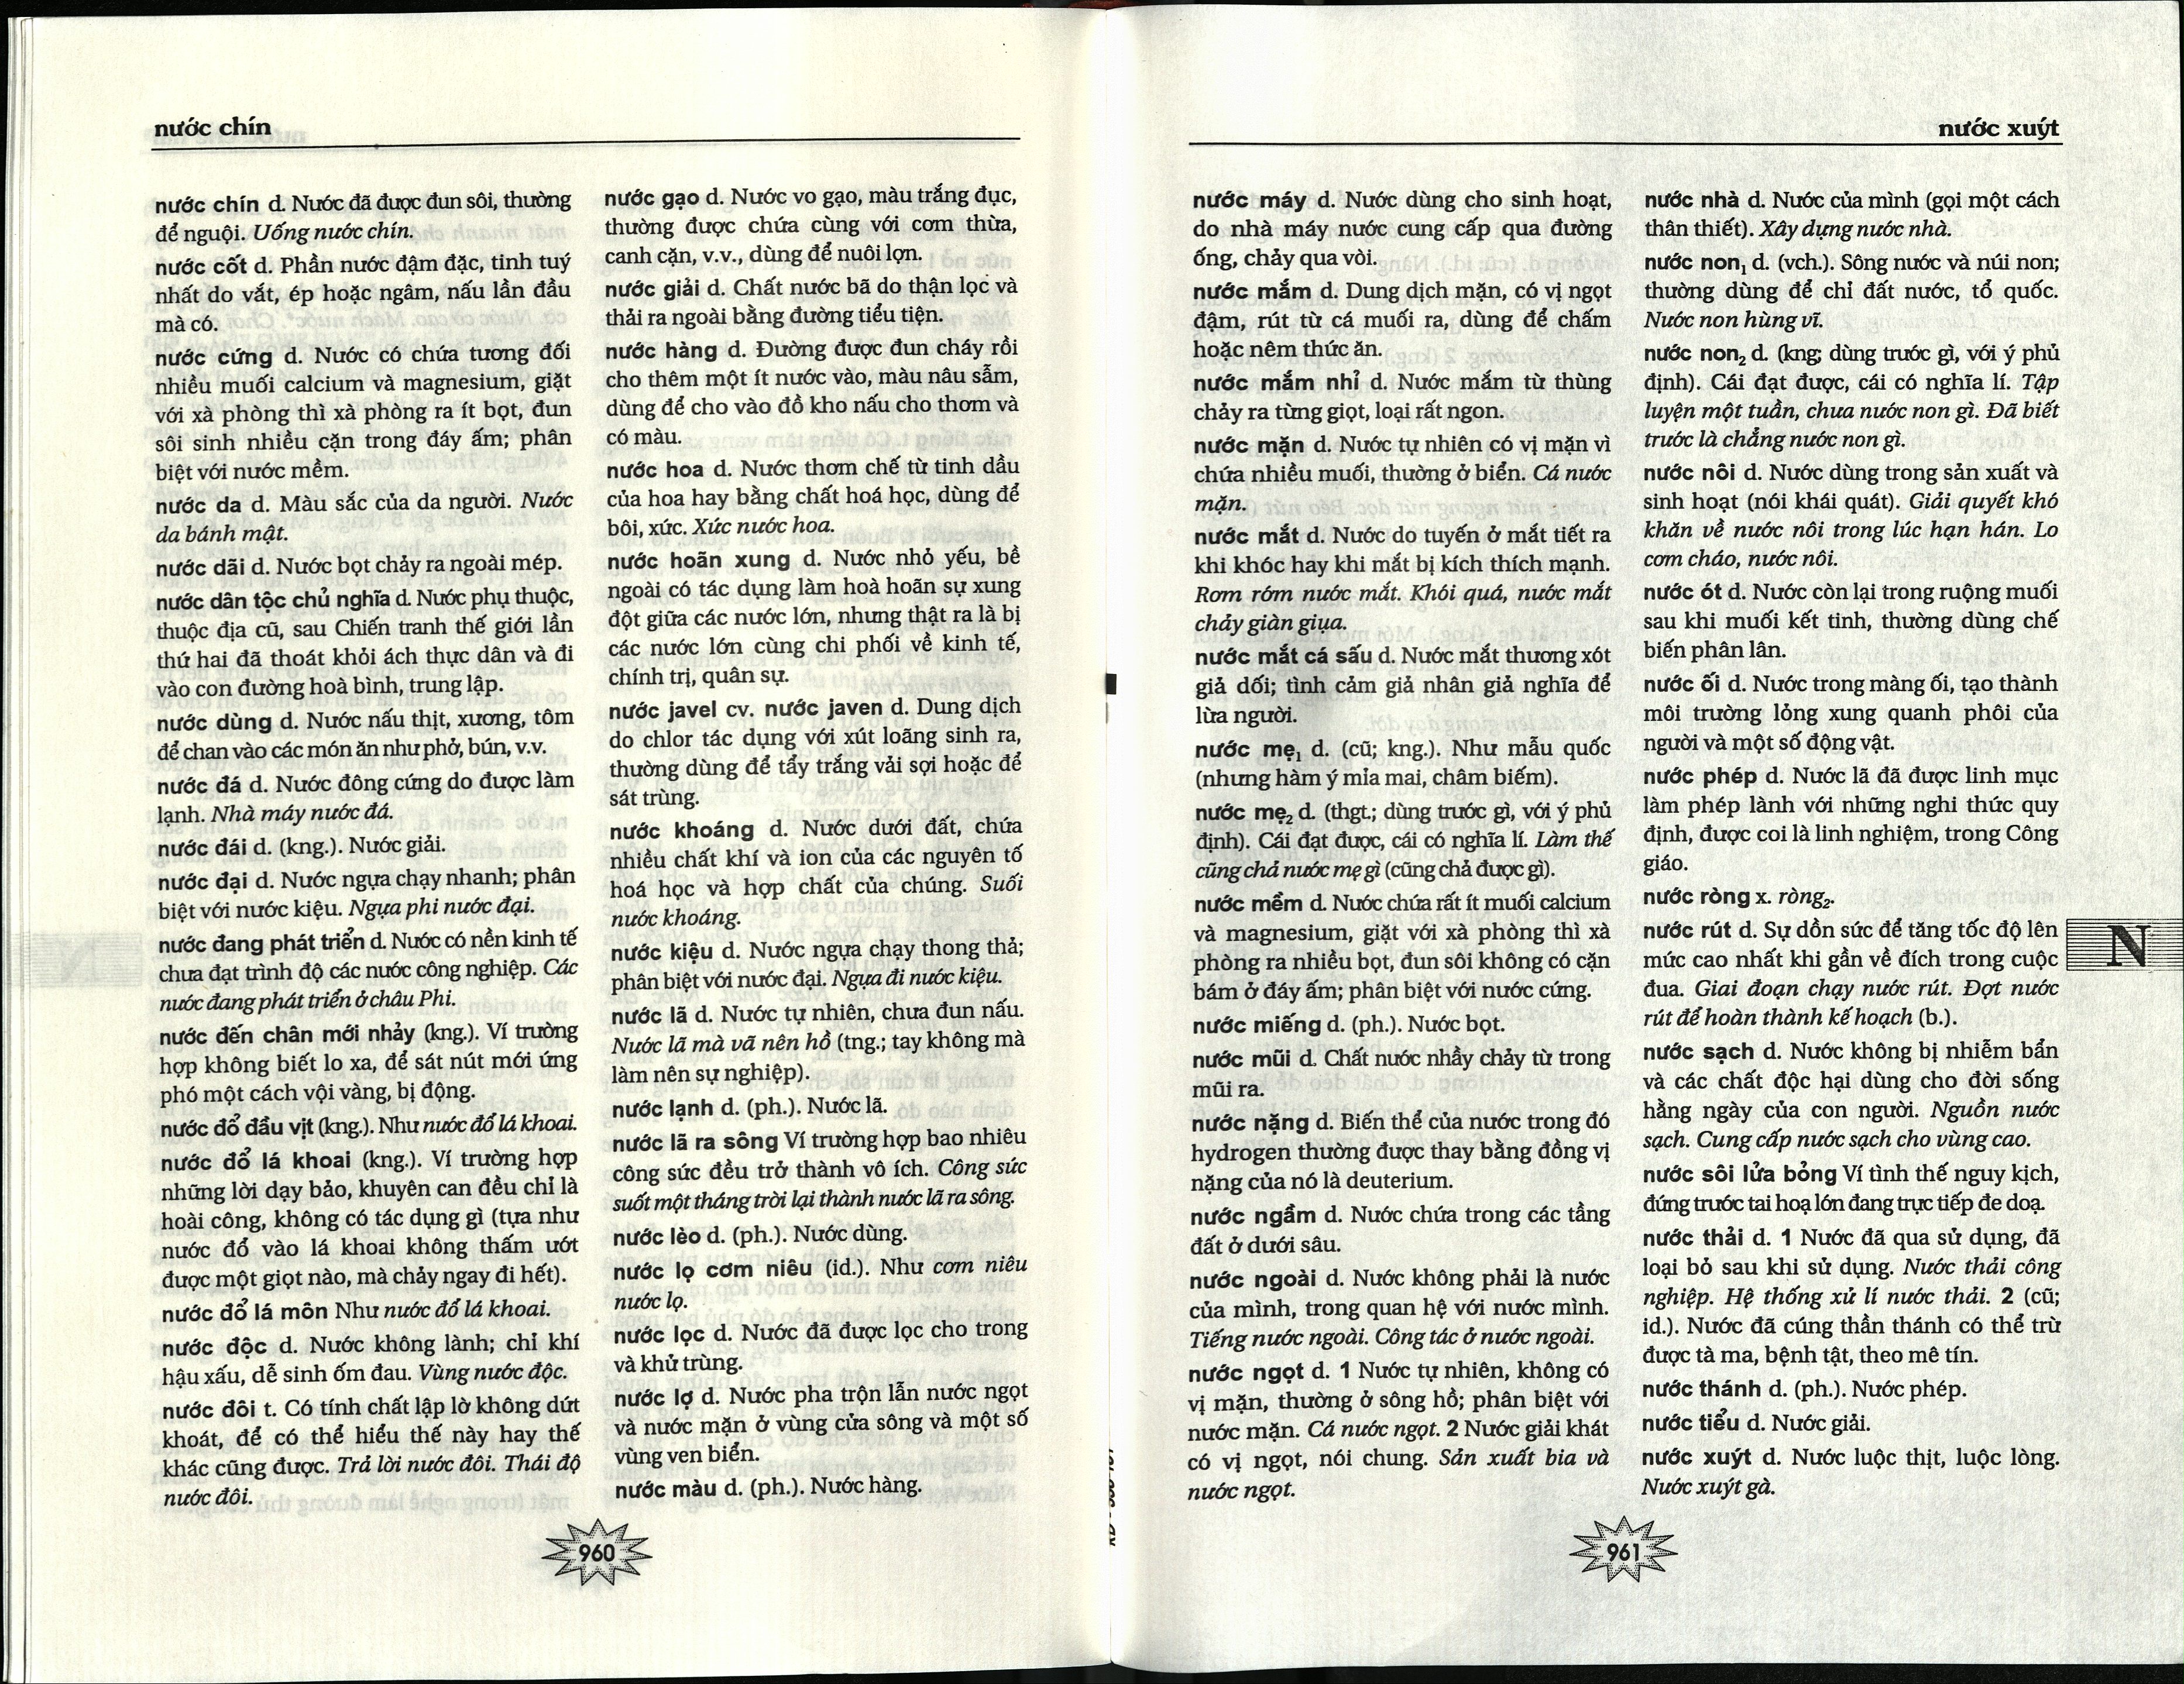 nước chín
nước chín d. Nước đã được đun sôi, thường
để nguội. Uống nước chín.
nước cốt d. Phần nước đậm đặc, tinh tuý
nhất do vắt, ép hoặc ngâm, nấu lần đầu
mà có.
nước cứng d. Nước có chứa tương đối
nhiều muối calcium và magnesium, giặt
với xà phòng thì xà phòng ra ít bọt, đun
sôi sinh nhiều cặn trong đáy ấm; phân
biệt với nước mềm.
nước da d. Màu sắc của da người. Nước
da bánh mật.
nước dãi d. Nước bọt chảy ra ngoài mép.
nước dân tộc chủ nghĩa d. Nước phụ thuộc,
thuộc địa cũ, sau Chiến tranh thế giới lần
thứ hai đã thoát khỏi ách thực dân và đi
vào con đường hoà bình, trung lập.
nước dùng d. Nước nấu thịt, xương, tôm
để chan vào các món ăn như phở, bún, v.v.
nước đá d. Nước đông cứng do được làm
lạnh. Nhà máy nước đá.
nước đái d. (kng.). Nước giải.
nước đại d. Nước ngựa chạy nhanh; phân
biệt với nước kiệu. Ngựa phi nước đại.
nước đang phát triển d. Nước có nền kinh tế
chưa đạt trình độ các nước công nghiệp. Các
nước đang phát triển ở châu Phi.
nước đến chân mới nhảy (kng.). Ví trường
hợp không biết lo xa, để sát nút mới ứng
phó một cách vội vàng, bị động.
nước đổ đầu vịt (kng.). Như nước đổ lá khoai.
nước đổ lá khoai (kng.). Ví trường hợp
những lời dạy bảo, khuyên can đều chỉ là
hoài công, không có tác dụng gì (tựa như
nước đổ vào lá khoai không thấm ướt
được một giọt nào, mà chảy ngay đi hết).
nước đổ lá môn Như nước đổ lá khoai.
nước độc d. Nước không lành; chỉ khí
hậu xấu, dễ sinh ốm đau. Vùng nước độc.
nước đôi t. Có tính chất lập lờ không dứt
khoát, để có thể hiểu thế này hay thế
khác cũng được. Trả lời nước đôi. Thái độ
nước đôi.
nước gạo d. Nước vo gạo, màu trắng đục,
thường được chứa cùng với cơm thừa,
canh cặn, v.v., dùng để nuôi lợn.
nước giải d. Chất nước bã do thận lọc và
thải ra ngoài bằng đường tiểu tiện.
nước hàng d. Đường được đun cháy rồi
cho thêm một ít nước vào, màu nâu sẫm,
dùng để cho vào đồ kho nấu cho thơm và
có màu.
nước hoa d. Nước thơm chế từ tinh dầu
của hoa hay bằng chất hoá học, dùng để
bôi, xức. Xức nước hoa.
nước hoãn xung d. Nước nhỏ yếu, bề
ngoài có tác dụng làm hoà hoãn sự xung
đột giữa các nước lớn, nhưng thật ra là bị
các nước lớn cùng chi phối về kinh tế,
chính trị, quân sự.
nước javel cv. nước javen d. Dung dịch
do chlor tác dụng với xút loãng sinh ra,
thường dùng để tẩy trắng vải sợi hoặc để
sát trùng.
nước khoáng d. Nước dưới đất, chứa
nhiều chất khí và ion của các nguyên tố
hoá học và hợp chất của chúng. Suối
nước khoáng.
nước kiệu d. Nước ngựa chạy thong thả;
phân biệt với nước đại. Ngựa đi nước kiệu.
nước lã d. Nước tự nhiên, chưa đun nấu.
Nước lã mà vã nên hồ (tng.; tay không mà
làm nên sự nghiệp).
nước lạnh d. (ph.). Nước lã.
nước lã ra sông Ví trường hợp bao nhiêu
công sức đều trở thành vô ích. Công sức
suốt một tháng trời lại thành nước lã ra sông.
nước lèo d. (ph.). Nước dùng.
nước lọ cơm niêu (id.). Như cơm niêu
nước lọ.
nước lọc d. Nước đã được lọc cho trong
và khử trùng.
nước lợ d. Nước pha trộn lẫn nước ngọt
và nước mặn ở vùng cửa sông và một số
vùng ven biển.
nước màu d. (ph.). Nước hàng.
960
nước xuýt
nước máy d. Nước dùng cho sinh hoạt,
do nhà máy nước cung cấp qua đường
ống, chảy qua vòi.
nước mắm d. Dung dịch mặn, có vị ngọt
đậm, rút từ cá muối ra, dùng để chấm
hoặc nêm thức ăn.
nước mắm nhỉ d. Nước mắm từ thùng
chảy ra từng giọt, loại rất ngon.
nước mặn d. Nước tự nhiên có vị mặn vì
chứa nhiều muối, thường ở biển. Cá nước
mặn.
nước mắt d. Nước do tuyến ở mắt tiết ra
khi khóc hay khi mắt bị kích thích mạnh.
Rơm rớm nước mắt. Khói quá, nước mắt
chảy giàn giụa.
nước mắt cá sấu d. Nước mắt thương xót
giả dối; tình cảm giả nhân giả nghĩa để
lừa người.
nước mẹ₁ d. (cũ; kng.). Như mẫu quốc
(nhưng hàm ý mỉa mai, châm biếm).
nước mẹ₂ d. (thgt.; dùng trước gì, với ý phủ
định). Cái đạt được, cái có nghĩa lí. Làm thế
cũng chả nước mẹ gì (cũng chả được gì).
nước mềm d. Nước chứa rất ít muối calcium
và magnesium, giặt với xà phòng thì xà
phòng ra nhiều bọt, đun sôi không có cặn
bám ở đáy ấm; phân biệt với nước cứng.
nước miếng d. (ph.). Nước bọt.
nước mũi d. Chất nước nhầy chảy từ trong
mũi ra.
nước nặng d. Biến thể của nước trong đó
hydrogen thường được thay bằng đồng vị
nặng của nó là deuterium.
nước ngầm d. Nước chứa trong các tầng
đất ở dưới sâu.
nước ngoài d. Nước không phải là nước
của mình, trong quan hệ với nước mình.
Tiếng nước ngoài. Công tác ở nước ngoài.
nước ngọt d. 1 Nước tự nhiên, không có
vị mặn, thường ở sông hồ; phân biệt với
nước mặn. Cá nước ngọt. 2 Nước giải khát
có vị ngọt, nói chung. Sản xuất bia và
nước ngọt.
nước nhà d. Nước của mình (gọi một cách
thân thiết). Xây dựng nước nhà.
nước non₁ d. (vch.). Sông nước và núi non;
thường dùng để chỉ đất nước, tổ quốc.
Nước non hùng vĩ.
nước non₂ d. (kng; dùng trước gì, với ý phủ
định). Cái đạt được, cái có nghĩa lí. Tập
luyện một tuần, chưa nước non gì. Đã biết
trước là chẳng nước non gì.
nước nôi d. Nước dùng trong sản xuất và
sinh hoạt (nói khái quát). Giải quyết khó
khăn về nước nôi trong lúc hạn hán. Lo
cơm cháo, nước nôi.
nước ót d. Nước còn lại trong ruộng muối
sau khi muối kết tinh, thường dùng chế
biến phân lân.
nước ối d. Nước trong màng ối, tạo thành
môi trường lỏng xung quanh phôi của
người và một số động vật.
nước phép d. Nước lã đã được linh mục
làm phép lành với những nghi thức quy
định, được coi là linh nghiệm, trong Công
giáo.
nước ròng x. ròng₂.
nước rút d. Sự dồn sức để tăng tốc độ lên
mức cao nhất khi gần về đích trong cuộc
đua. Giai đoạn chạy nước rút. Đợt nước
rút để hoàn thành kế hoạch (b.).
nước sạch d. Nước không bị nhiễm bẩn
và các chất độc hại dùng cho đời sống
hằng ngày của con người. Nguồn nước
sạch. Cung cấp nước sạch cho vùng cao.
nước sôi lửa bỏng Ví tình thế nguy kịch,
đứng trước tai hoạ lớn đang trực tiếp đe doạ.
nước thải d. 1 Nước đã qua sử dụng, đã
loại bỏ sau khi sử dụng. Nước thải công
nghiệp. Hệ thống xử lí nước thải. 2 (cũ;
id.). Nước đã cúng thần thánh có thể trừ
được tà ma, bệnh tật, theo mê tín.
nước thánh d. (ph.). Nước phép.
nước tiểu d. Nước giải.
nước xuýt d. Nước luộc thịt, luộc lòng.
Nước xuýt gà.
N
961